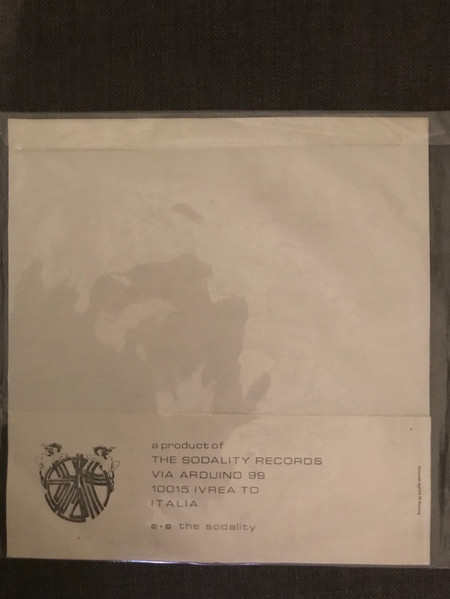 a product of
THE SODALITY RECORDS
VIA ARDUINO 99
10015 IVREA TO
ITALIA
℗·© the sodality